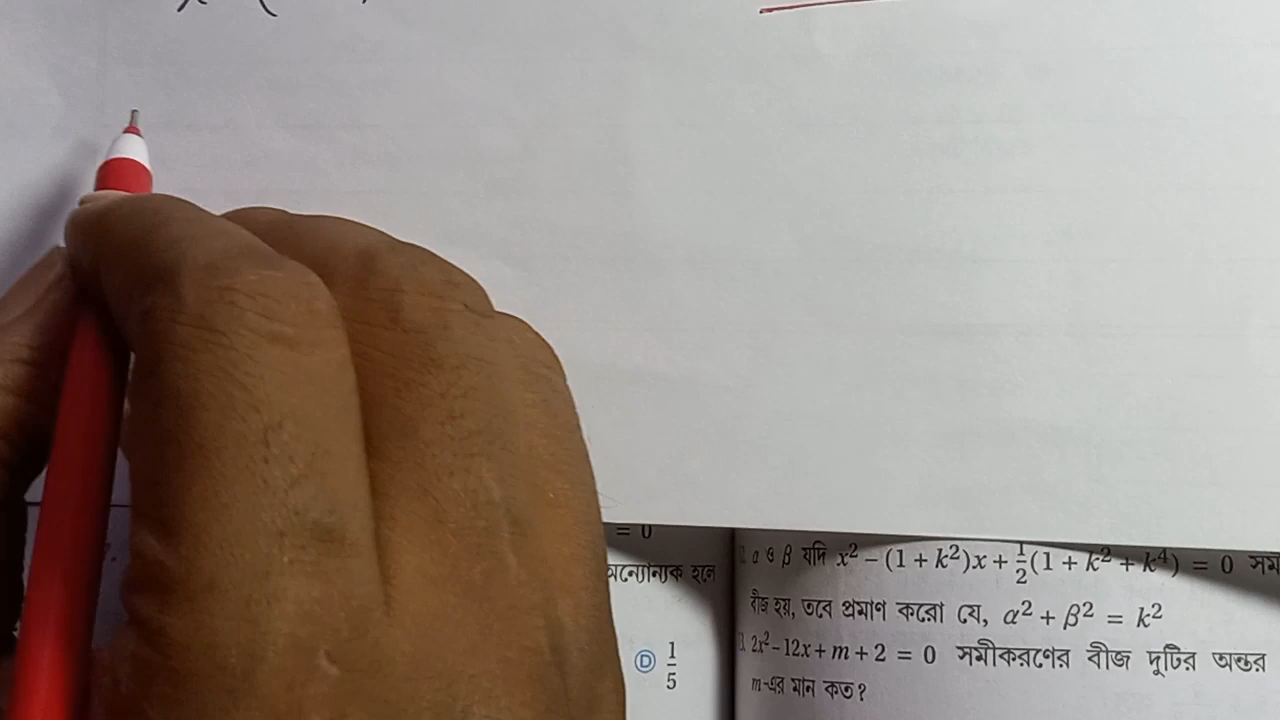 = 0
অন্যোন্যক হলে
Ⓓ 1/5
α ও β যদি x² − (1 + k²)x + ½(1 + k² + k⁴) = 0 সম
বীজ হয়, তবে প্রমাণ করো যে, α² + β² = k²
2x² − 12x + m + 2 = 0 সমীকরণের বীজ দুটির অন্তর
m-এর মান কত?